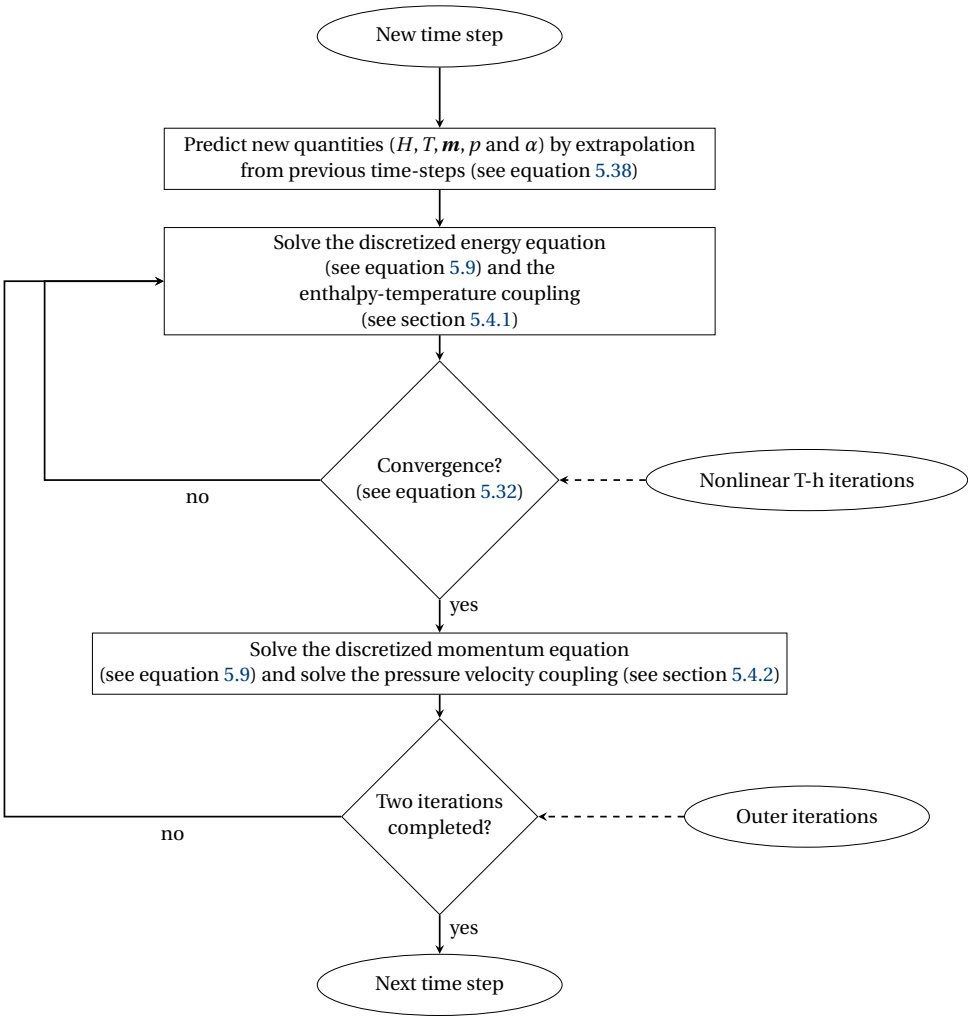 New time step
Predict new quantities (H, T, m, p and α) by extrapolation
from previous time-steps (see equation 5.38)
Solve the discretized energy equation
(see equation 5.9) and the
enthalpy-temperature coupling
(see section 5.4.1)
Convergence?
(see equation 5.32)
Nonlinear T-h iterations
no
yes
Solve the discretized momentum equation
(see equation 5.9) and solve the pressure velocity coupling (see section 5.4.2)
Two iterations
completed?
Outer iterations
no
yes
Next time step